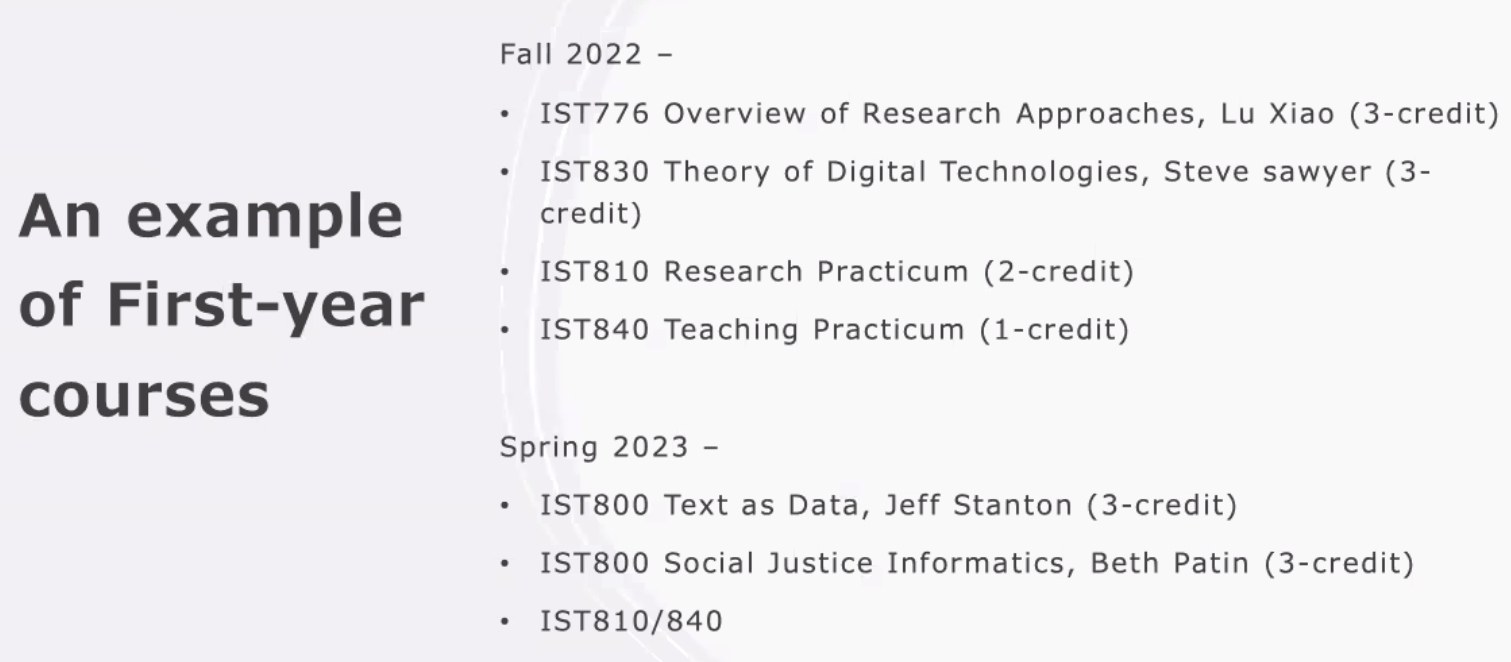 An example
of First-year
courses
Fall 2022 –
• IST776 Overview of Research Approaches, Lu Xiao (3-credit)
• IST830 Theory of Digital Technologies, Steve sawyer (3-
credit)
• IST810 Research Practicum (2-credit)
• IST840 Teaching Practicum (1-credit)
Spring 2023 –
• IST800 Text as Data, Jeff Stanton (3-credit)
• IST800 Social Justice Informatics, Beth Patin (3-credit)
• IST810/840